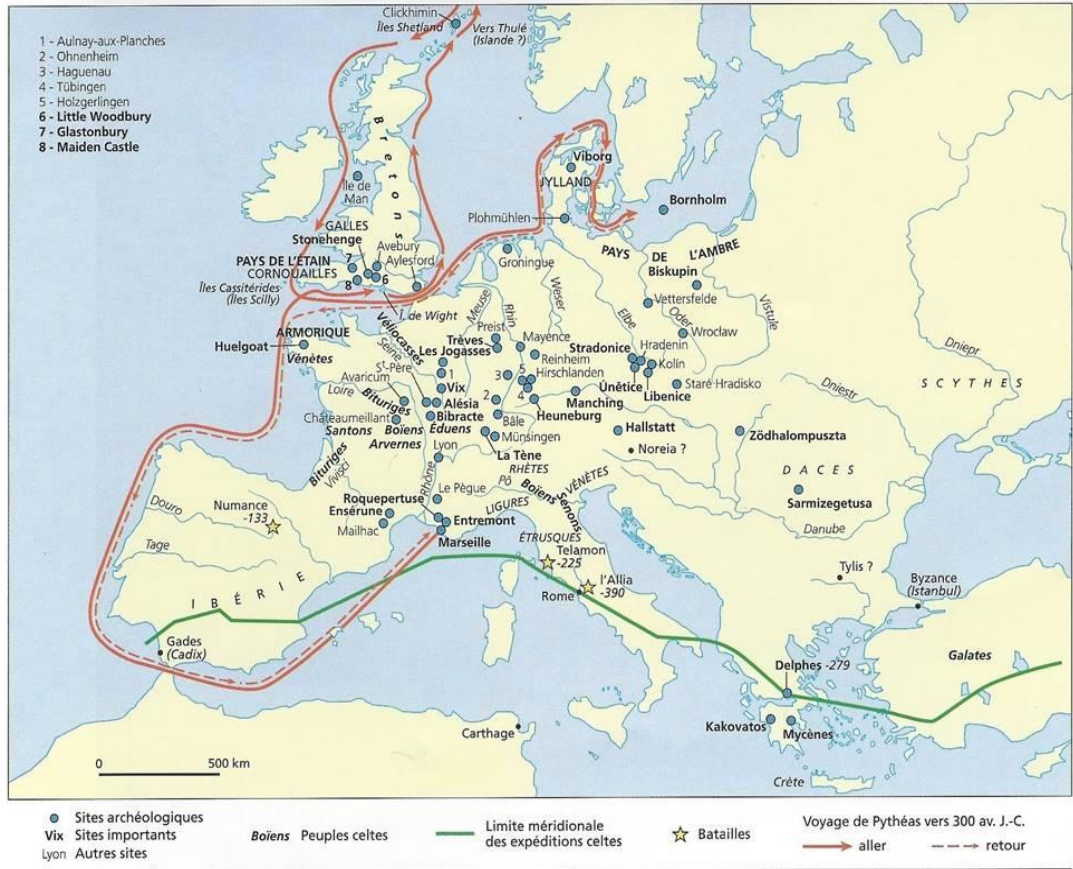 Clickhimin
Îles Shetland
Vers Thulé
(Islande ?)
1 - Aulnay-aux-Planches
2 - Ohnenheim
3 - Haguenau
4 - Tübingen
5 - Holzgerlingen
6 - Little Woodbury
7 - Glastonbury
8 - Maiden Castle
Bretons
Île de
Man
Viborg
JYLLAND
Bornholm
Plohmühlen
GALLES
Stonehenge
Avebury
Aylesford
PAYS DE L'ÉTAIN
CORNOUAILLES
7
8
6
Îles Cassitérides
(Îles Scilly)
Î. de Wight
Groningue
PAYS DE L'AMBRE
Biskupin
Vettersfelde
Wrocław
Meuse
Rhin
Weser
Elbe
Oder
Vistule
Dniepr
Dniestr
SCYTHES
ARMORIQUE
Huelgoat
Vénètes
Véliocasses
Seine
Preist
Trèves
Les Jogasses
Mayence
Reinheim
Hirschlanden
Stradonice
Hradenin
Kolín
Únětice
Libenice
Staré Hradisko
St-Père
1
Vix
3
5
4
2
Avaricum
Loire
Bituriges
Alésia
Bibracte
Éduens
Châteaumeillant
Santons
Boïens
Arvernes
Bâle
Münsingen
La Tène
Heuneburg
Manching
Hallstatt
Noreia ?
Zödhalompuszta
DACES
Sarmizegetusa
Danube
Bituriges
Vivisci
Lyon
Rhône
Le Pègue
RHÈTES
Pô
Boïens
Sénons
VÉNÈTES
LIGURES
Roquepertuse
Ensérune
Mailhac
Entremont
Marseille
ÉTRUSQUES
Telamon
-225
l'Allia
-390
Rome
Douro
Numance
-133
Tage
IBÉRIE
Gades
(Cadix)
Tylis ?
Byzance
(Istanbul)
Galates
Delphes -279
Kakovatos
Mycènes
Carthage
Crète
0 500 km
Sites archéologiques
Vix Sites importants
Lyon Autres sites
Boïens Peuples celtes
Limite méridionale
des expéditions celtes
Batailles
Voyage de Pythéas vers 300 av. J.-C.
aller
retour